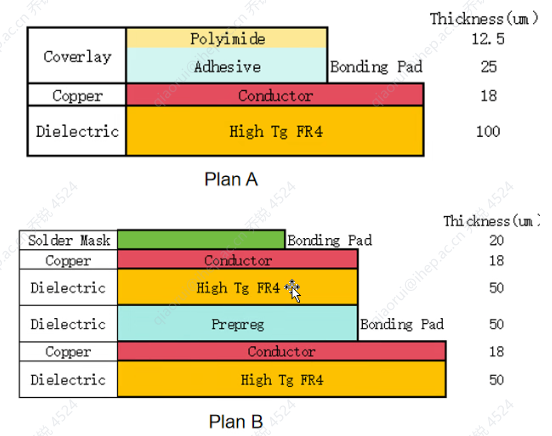 Thickness(um)
Polyimide 12.5
Coverlay
Adhesive Bonding Pad 25
Copper Conductor 18
Dielectric High Tg FR4 100
Plan A
Thickness(um)
Solder Mask Bonding Pad 20
Copper Conductor 18
Dielectric High Tg FR4 50
Dielectric Prepreg Bonding Pad 50
Copper Conductor 18
Dielectric High Tg FR4 50
Plan B